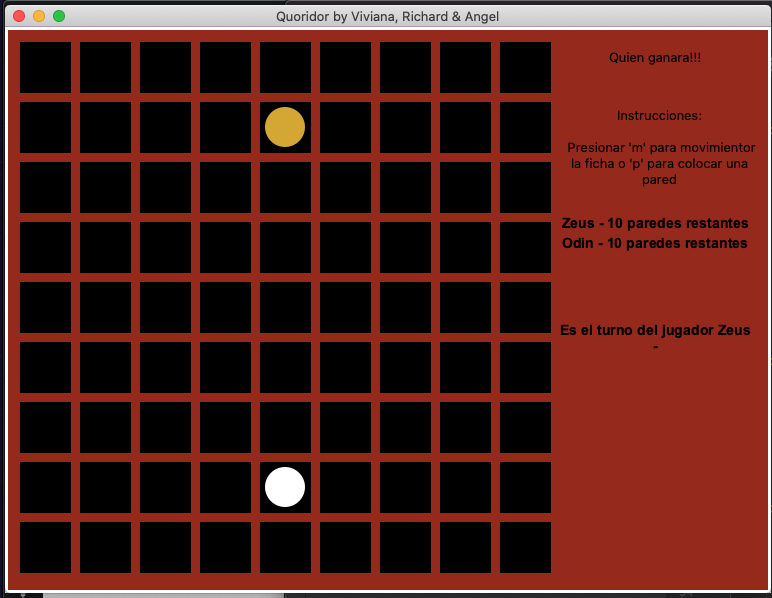 Quoridor by Viviana, Richard & Angel
Quien ganara!!!
Instrucciones:
Presionar 'm' para movimientor
la ficha o 'p' para colocar una
pared
Zeus - 10 paredes restantes
Odin - 10 paredes restantes
Es el turno del jugador Zeus
-